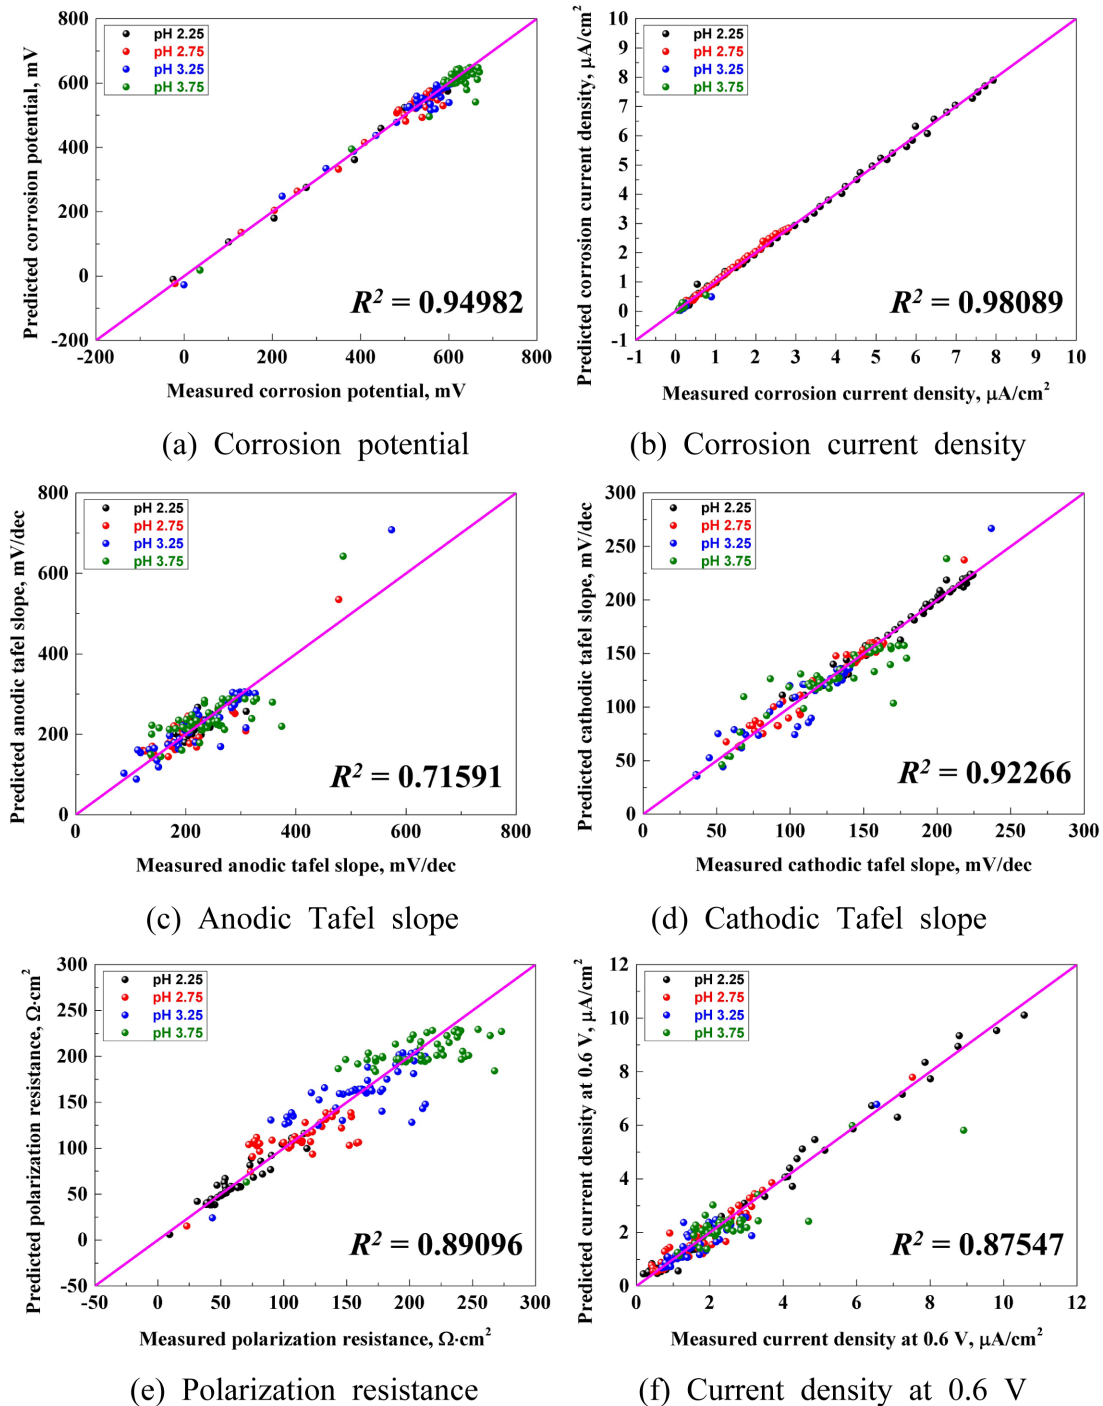 800
600
400
200
0
-200
-200
0
200
400
600
800
Predicted corrosion potential, mV
Measured corrosion potential, mV
pH 2.25
pH 2.75
pH 3.25
pH 3.75
R² = 0.94982
(a) Corrosion potential
10
9
8
7
6
5
4
3
2
1
0
-1
-1
0
1
2
3
4
5
6
7
8
9
10
Predicted corrosion current density, μA/cm²
Measured corrosion current density, μA/cm²
pH 2.25
pH 2.75
pH 3.25
pH 3.75
R² = 0.98089
(b) Corrosion current density
800
600
400
200
0
0
200
400
600
800
Predicted anodic tafel slope, mV/dec
Measured anodic tafel slope, mV/dec
pH 2.25
pH 2.75
pH 3.25
pH 3.75
R² = 0.71591
(c) Anodic Tafel slope
300
250
200
150
100
50
0
0
50
100
150
200
250
300
Predicted cathodic tafel slope, mV/dec
Measured cathodic tafel slope, mV/dec
pH 2.25
pH 2.75
pH 3.25
pH 3.75
R² = 0.92266
(d) Cathodic Tafel slope
300
250
200
150
100
50
0
-50
-50
0
50
100
150
200
250
300
Predicted polarization resistance, Ω·cm²
Measured polarization resistance, Ω·cm²
pH 2.25
pH 2.75
pH 3.25
pH 3.75
R² = 0.89096
(e) Polarization resistance
12
10
8
6
4
2
0
0
2
4
6
8
10
12
Predicted current density at 0.6 V, μA/cm²
Measured current density at 0.6 V, μA/cm²
pH 2.25
pH 2.75
pH 3.25
pH 3.75
R² = 0.87547
(f) Current density at 0.6 V